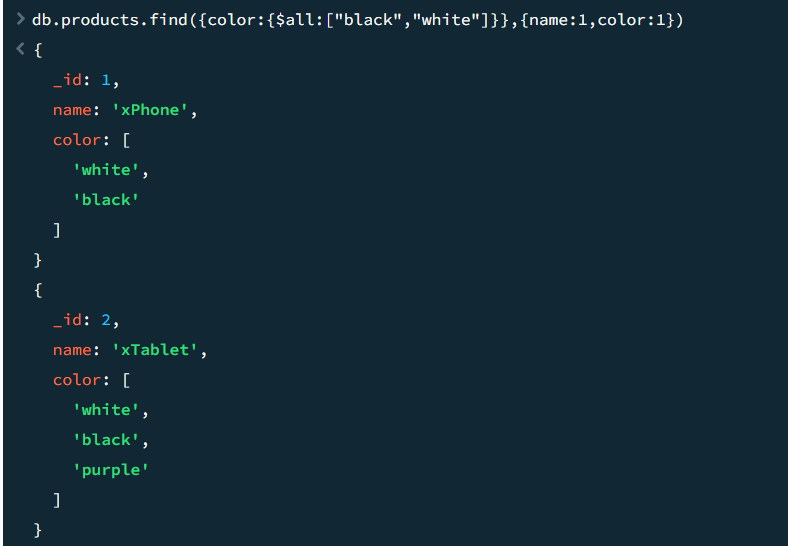 > db.products.find({color:{$all:["black","white"]}},{name:1,color:1})
< {
_id: 1,
name: 'xPhone',
color: [
'white',
'black'
]
}
{
_id: 2,
name: 'xTablet',
color: [
'white',
'black',
'purple'
]
}